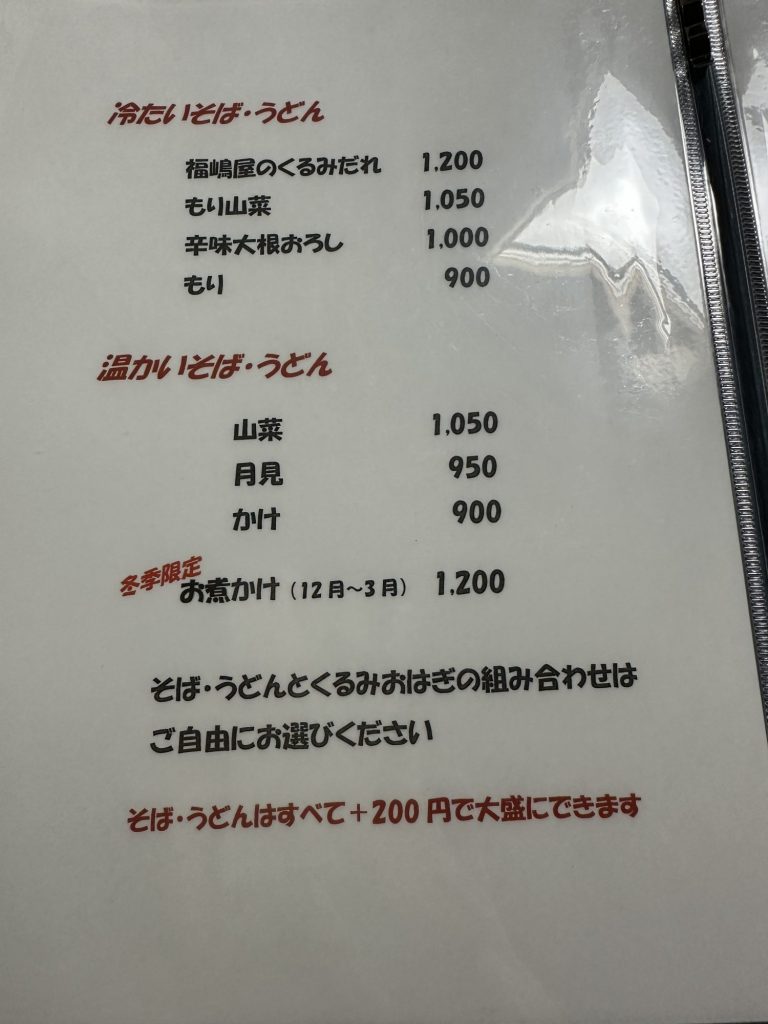 冷たいそば・うどん
福嶋屋のくるみだれ 1,200
もり山菜 1,050
辛味大根おろし 1,000
もり 900
温かいそば・うどん
山菜 1,050
月見 950
かけ 900
冬季限定 お煮かけ（12月〜3月） 1,200
そば・うどんとくるみおはぎの組み合わせは
ご自由にお選びください
そば・うどんはすべて＋200円で大盛にできます